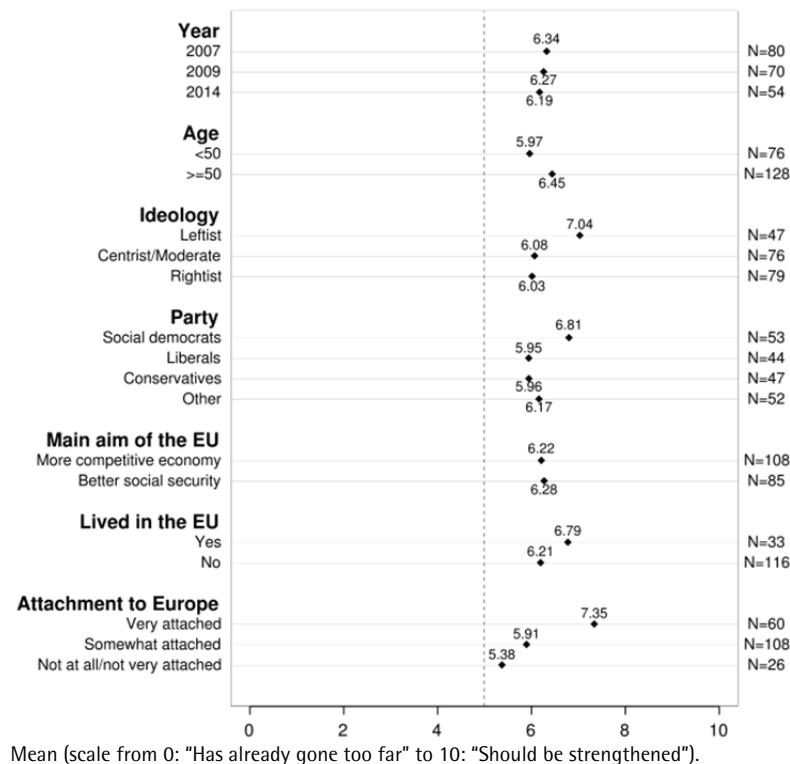 Year
6.34
2007 N=80
2009 N=70
6.27
2014 N=54
6.19
Age
5.97
<50 N=76
>=50 N=128
6.45
Ideology
7.04
Leftist N=47
6.08
Centrist/Moderate N=76
Rightist N=79
6.03
Party
6.81
Social democrats N=53
5.95
Liberals N=44
Conservatives N=47
5.96
Other N=52
6.17
Main aim of the EU
6.22
More competitive economy N=108
Better social security N=85
6.28
Lived in the EU
6.79
Yes N=33
6.21
No N=116
Attachment to Europe
7.35
Very attached N=60
5.91
Somewhat attached N=108
5.38
Not at all/not very attached N=26
0 2 4 6 8 10
Mean (scale from 0: “Has already gone too far” to 10: “Should be strengthened”).